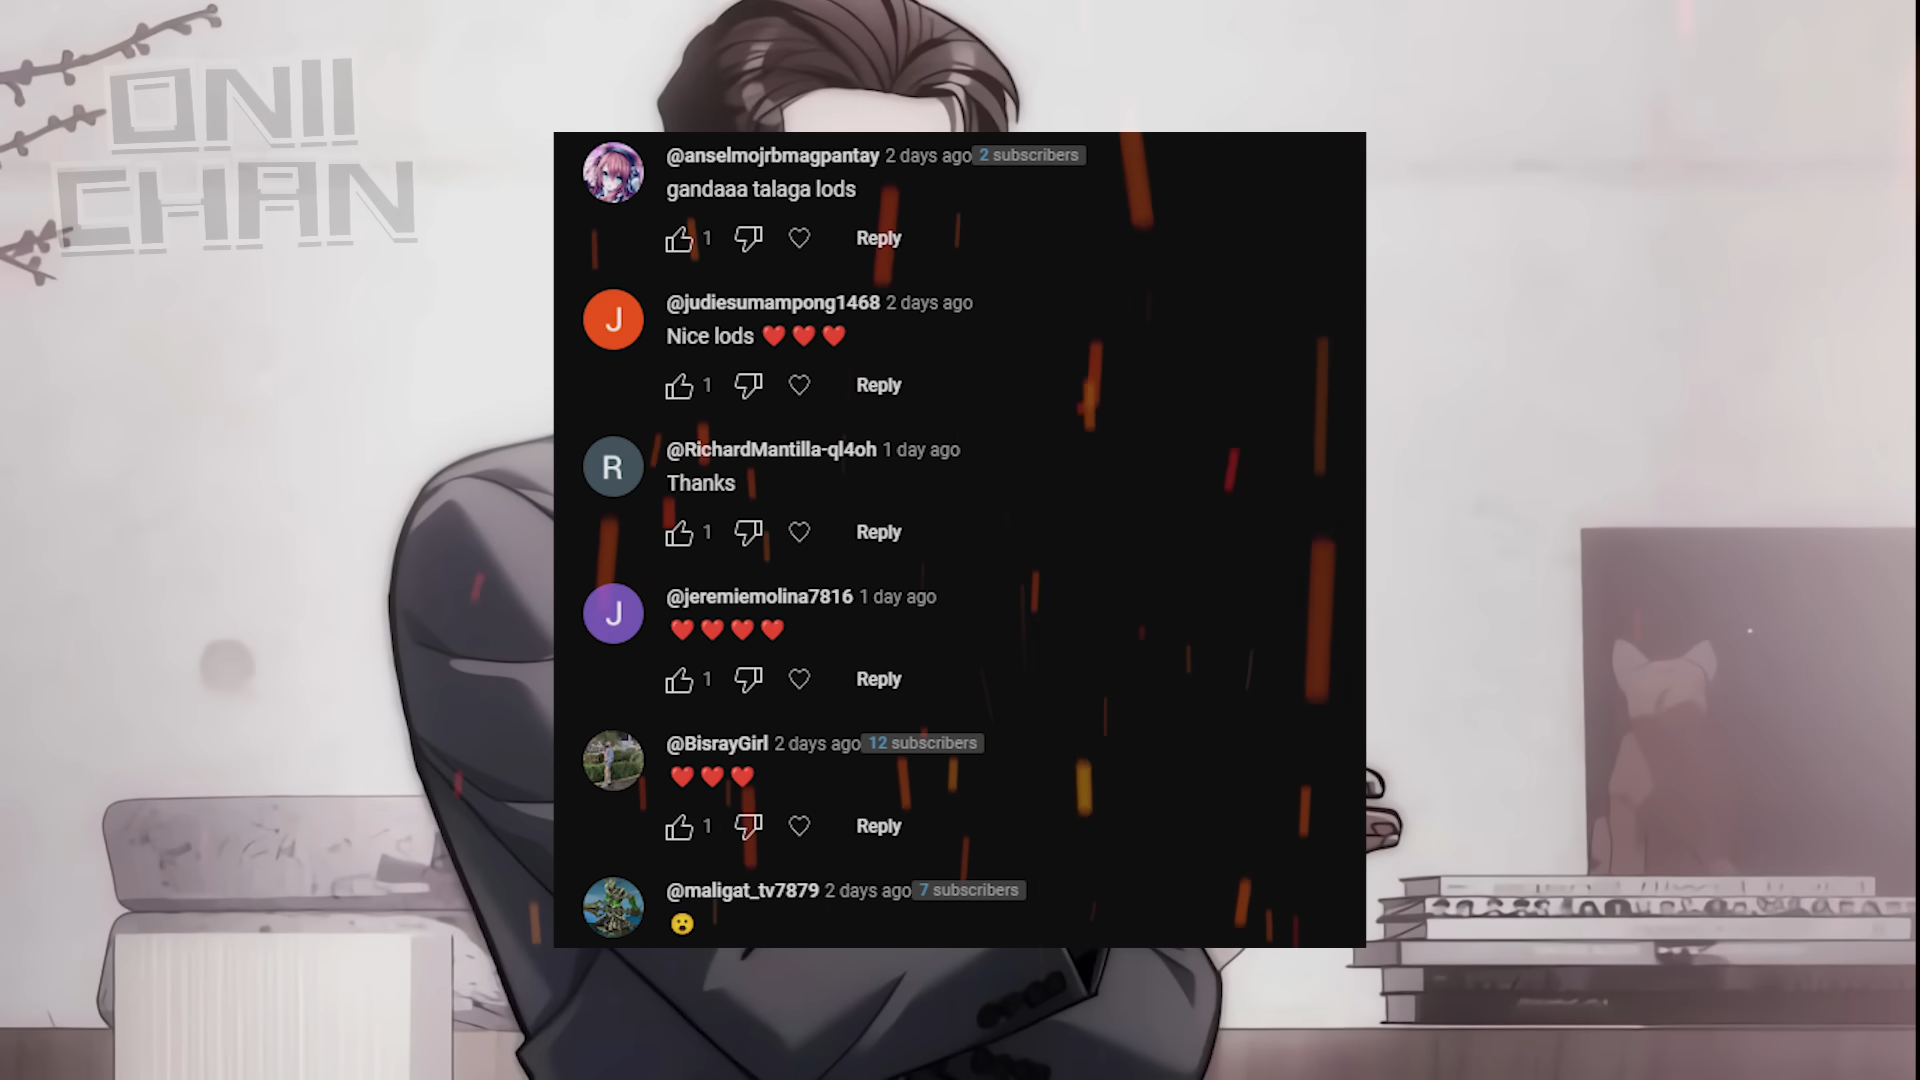 ONII
CHAN
@anselmojrbmagpantay 2 days ago 2 subscribers
gandaaa talaga lods
1 Reply
@judiesumampong1468 2 days ago
Nice lods ❤️❤️❤️
1 Reply
@RichardMantilla-ql4oh 1 day ago
Thanks
1 Reply
@jeremiemolina7816 1 day ago
❤️❤️❤️❤️
1 Reply
@BisrayGirl 2 days ago 12 subscribers
❤️❤️❤️
1 Reply
@maligat_tv7879 2 days ago 7 subscribers
😮
J
R
J